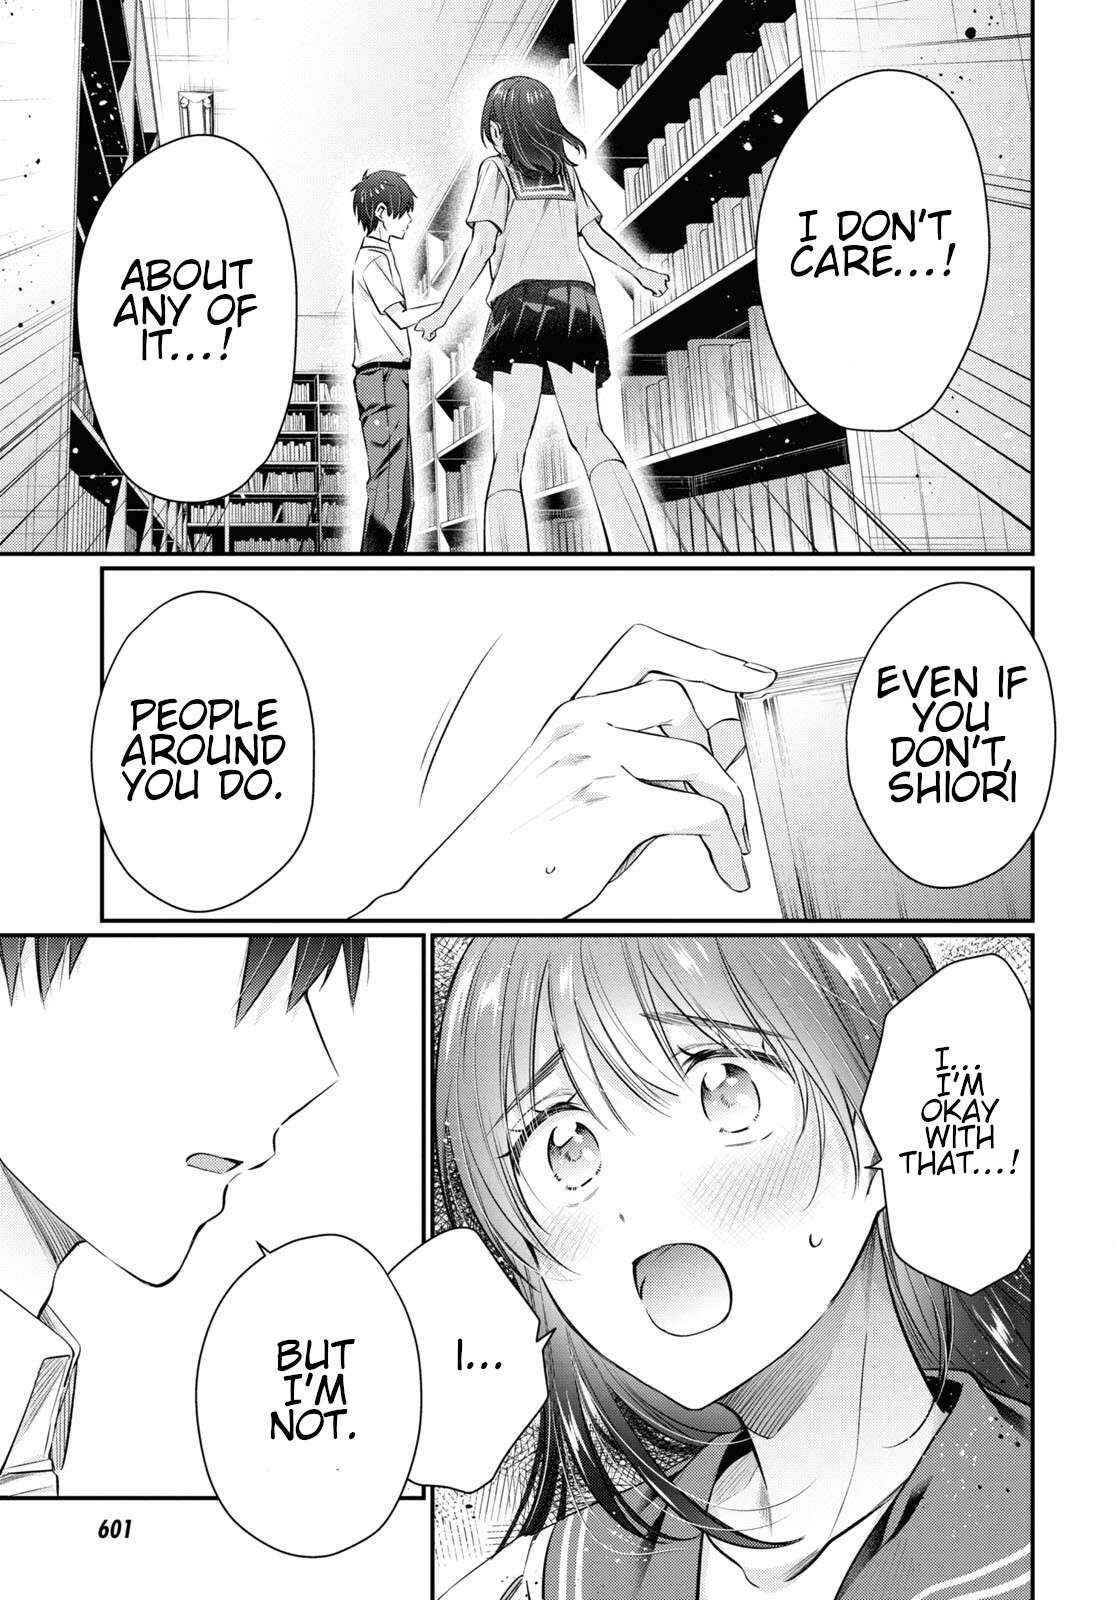 I DON'T
CARE...!
ABOUT
ANY OF
IT...!
EVEN IF
YOU
DON'T,
SHIORI
PEOPLE
AROUND
YOU DO.
I...
I'M
OKAY
WITH
THAT...!
I...
BUT
I'M
NOT.
601